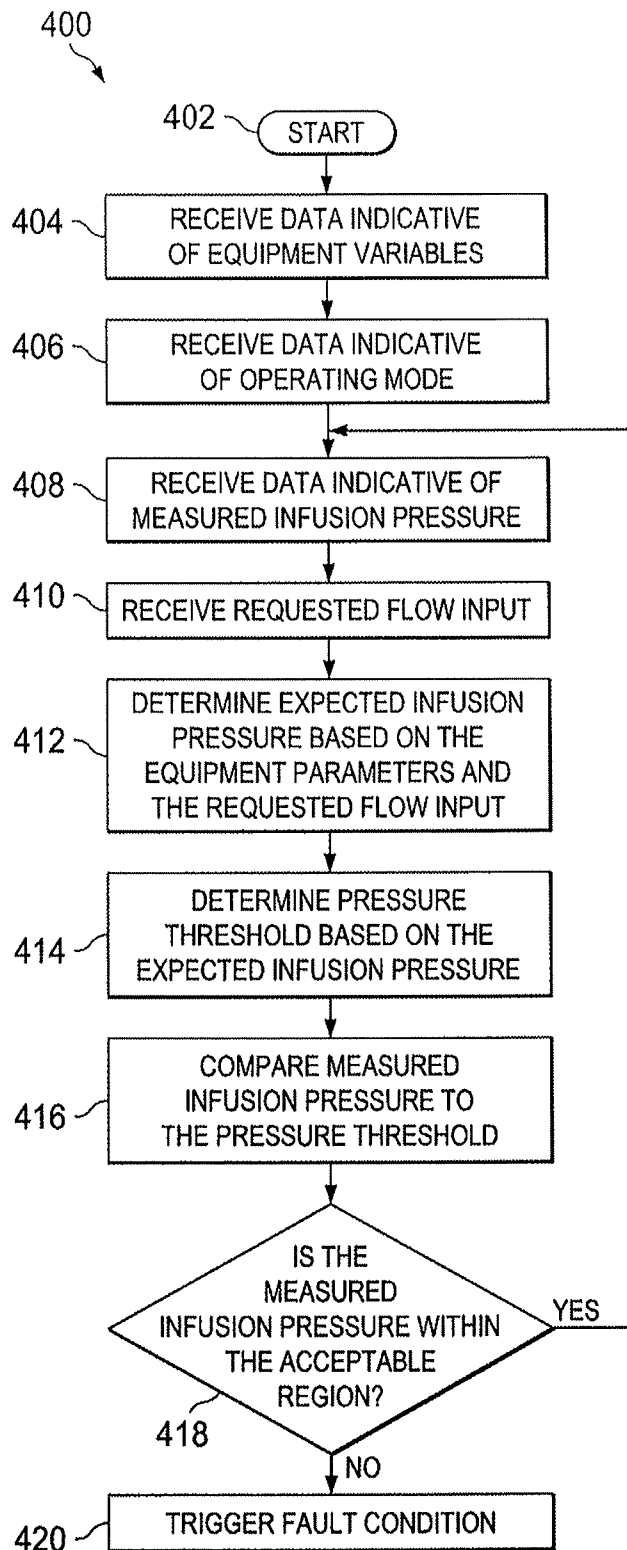 400
402
START
404
RECEIVE DATA INDICATIVE
OF EQUIPMENT VARIABLES
406
RECEIVE DATA INDICATIVE
OF OPERATING MODE
408
RECEIVE DATA INDICATIVE OF
MEASURED INFUSION PRESSURE
410
RECEIVE REQUESTED FLOW INPUT
412
DETERMINE EXPECTED INFUSION
PRESSURE BASED ON THE
EQUIPMENT PARAMETERS AND
THE REQUESTED FLOW INPUT
414
DETERMINE PRESSURE
THRESHOLD BASED ON THE
EXPECTED INFUSION PRESSURE
416
COMPARE MEASURED
INFUSION PRESSURE TO
THE PRESSURE THRESHOLD
IS THE
MEASURED
INFUSION PRESSURE WITHIN
THE ACCEPTABLE
REGION?
YES
418
NO
420
TRIGGER FAULT CONDITION